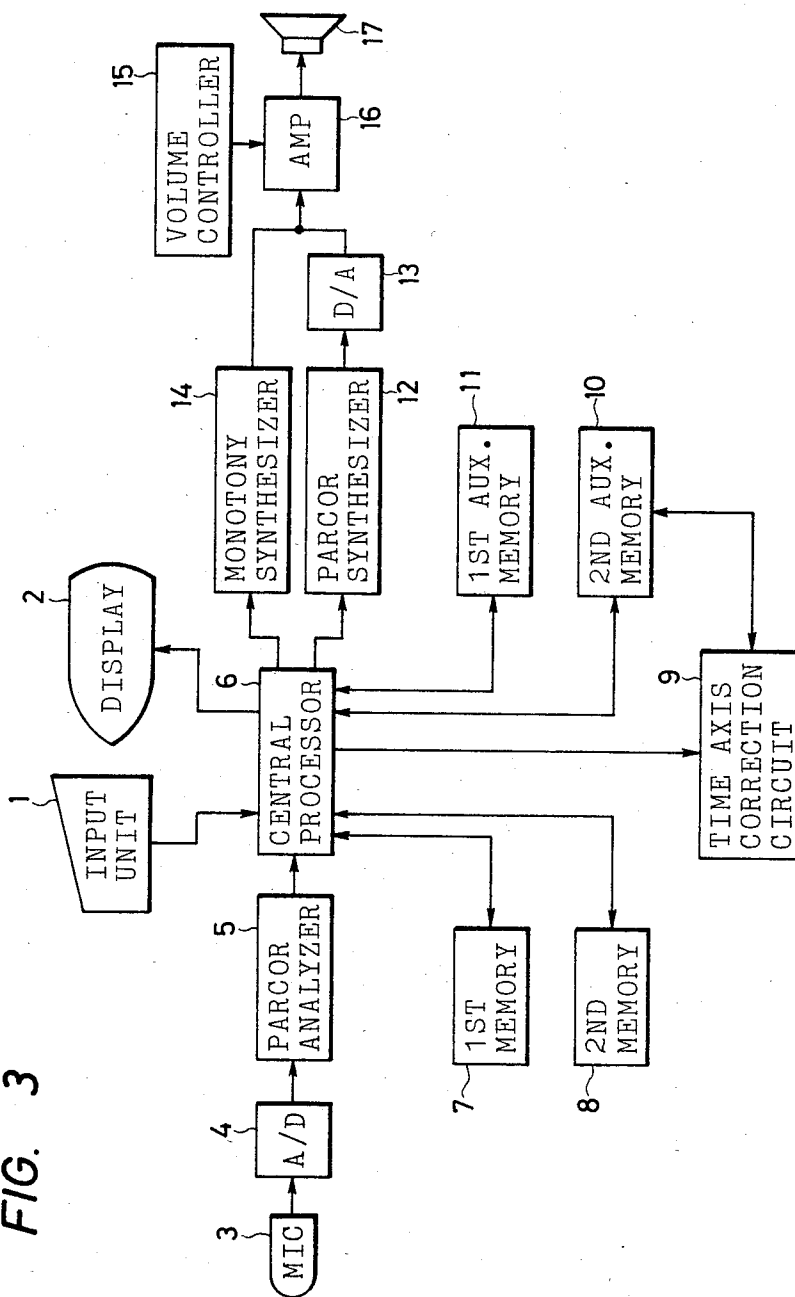 FIG. 3
1
INPUT
UNIT
2
DISPLAY
3
MIC
4
A/D
5
PARCOR
ANALYZER
6
CENTRAL
PROCESSOR
14
MONOTONY
SYNTHESIZER
PARCOR
SYNTHESIZER
12
D/A
13
15
VOLUME
CONTROLLER
AMP
16
17
7
1ST
MEMORY
8
2ND
MEMORY
9
TIME AXIS
CORRECTION
CIRCUIT
11
1ST AUX.
MEMORY
10
2ND AUX.
MEMORY